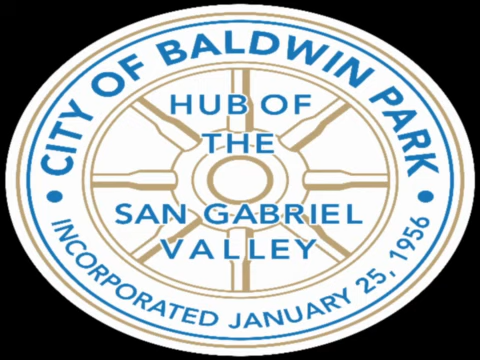 CITY OF BALDWIN PARK
HUB OF
THE
SAN GABRIEL
VALLEY
INCORPORATED JANUARY 25, 1956